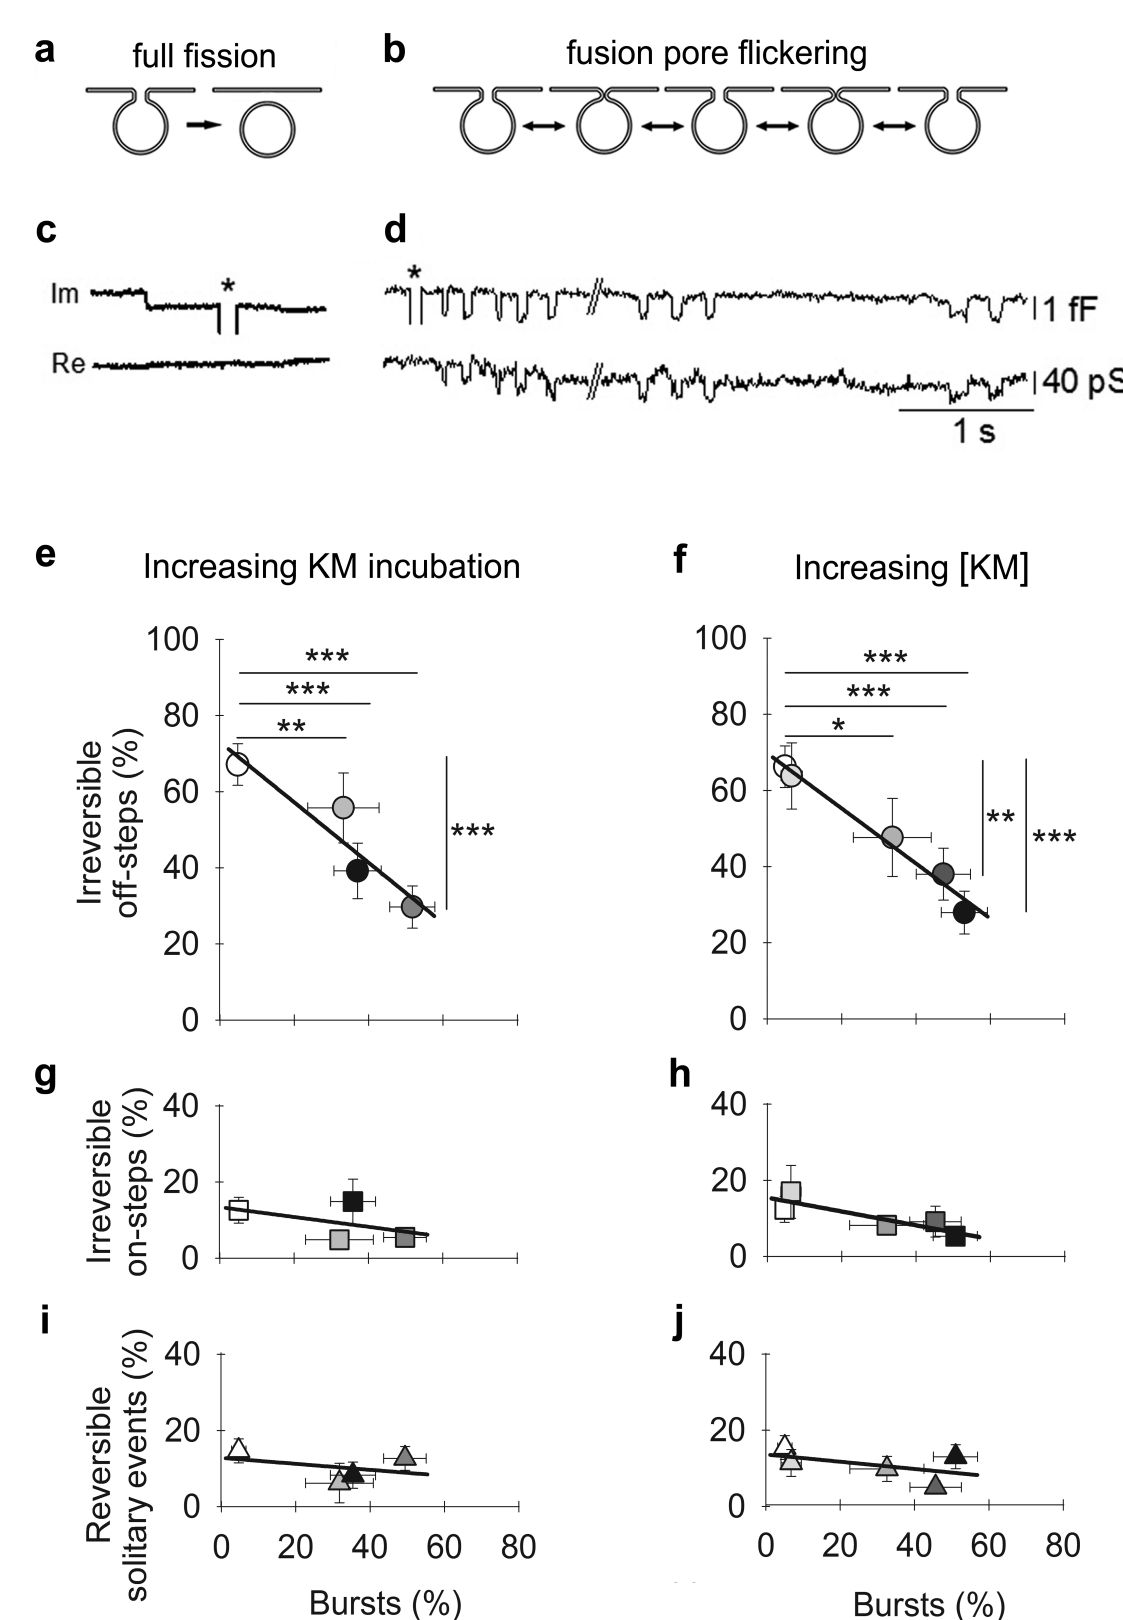 a
full fission
b
fusion pore flickering
c
d
Im
*
*
1 fF
Re
40 pS
1 s
e
Increasing KM incubation
f
Increasing [KM]
Irreversible
off-steps (%)
100
80
60
40
20
0
***
***
**
***
100
80
60
40
20
0
***
***
*
**
***
g
Irreversible
on-steps (%)
40
20
0
h
40
20
0
i
Reversible
solitary events (%)
40
20
0
0 20 40 60 80
Bursts (%)
j
40
20
0
0 20 40 60 80
Bursts (%)